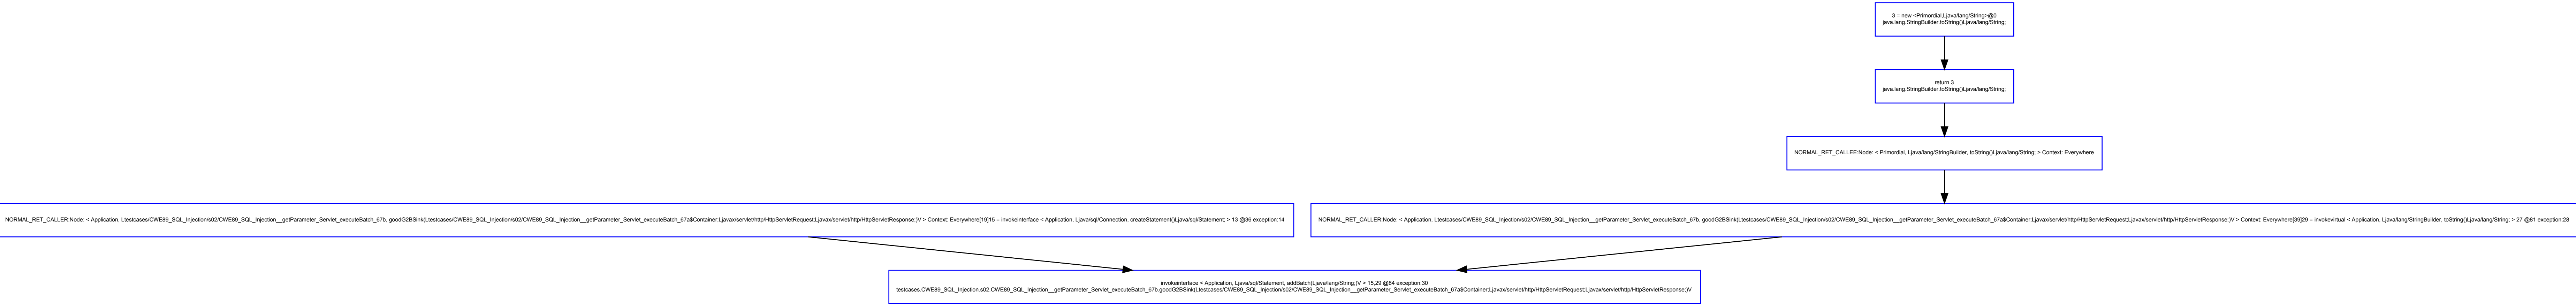 3 = new <Primordial,Ljava/lang/String>@0
java.lang.StringBuilder.toString()Ljava/lang/String;
return 3
java.lang.StringBuilder.toString()Ljava/lang/String;
NORMAL_RET_CALLEE:Node: < Primordial, Ljava/lang/StringBuilder, toString()Ljava/lang/String; > Context: Everywhere
NORMAL_RET_CALLER:Node: < Application, Ltestcases/CWE89_SQL_Injection/s02/CWE89_SQL_Injection__getParameter_Servlet_executeBatch_67b, goodG2BSink(Ltestcases/CWE89_SQL_Injection/s02/CWE89_SQL_Injection__getParameter_Servlet_executeBatch_67a$Container;Ljavax/servlet/http/HttpServletRequest;Ljavax/servlet/http/HttpServletResponse;)V > Context: Everywhere[19]15 = invokeinterface < Application, Ljava/sql/Connection, createStatement()Ljava/sql/Statement; > 13 @36 exception:14
NORMAL_RET_CALLER:Node: < Application, Ltestcases/CWE89_SQL_Injection/s02/CWE89_SQL_Injection__getParameter_Servlet_executeBatch_67b, goodG2BSink(Ltestcases/CWE89_SQL_Injection/s02/CWE89_SQL_Injection__getParameter_Servlet_executeBatch_67a$Container;Ljavax/servlet/http/HttpServletRequest;Ljavax/servlet/http/HttpServletResponse;)V > Context: Everywhere[39]29 = invokevirtual < Application, Ljava/lang/StringBuilder, toString()Ljava/lang/String; > 27 @81 exception:28
invokeinterface < Application, Ljava/sql/Statement, addBatch(Ljava/lang/String;)V > 15,29 @84 exception:30
testcases.CWE89_SQL_Injection.s02.CWE89_SQL_Injection__getParameter_Servlet_executeBatch_67b.goodG2BSink(Ltestcases/CWE89_SQL_Injection/s02/CWE89_SQL_Injection__getParameter_Servlet_executeBatch_67a$Container;Ljavax/servlet/http/HttpServletRequest;Ljavax/servlet/http/HttpServletResponse;)V